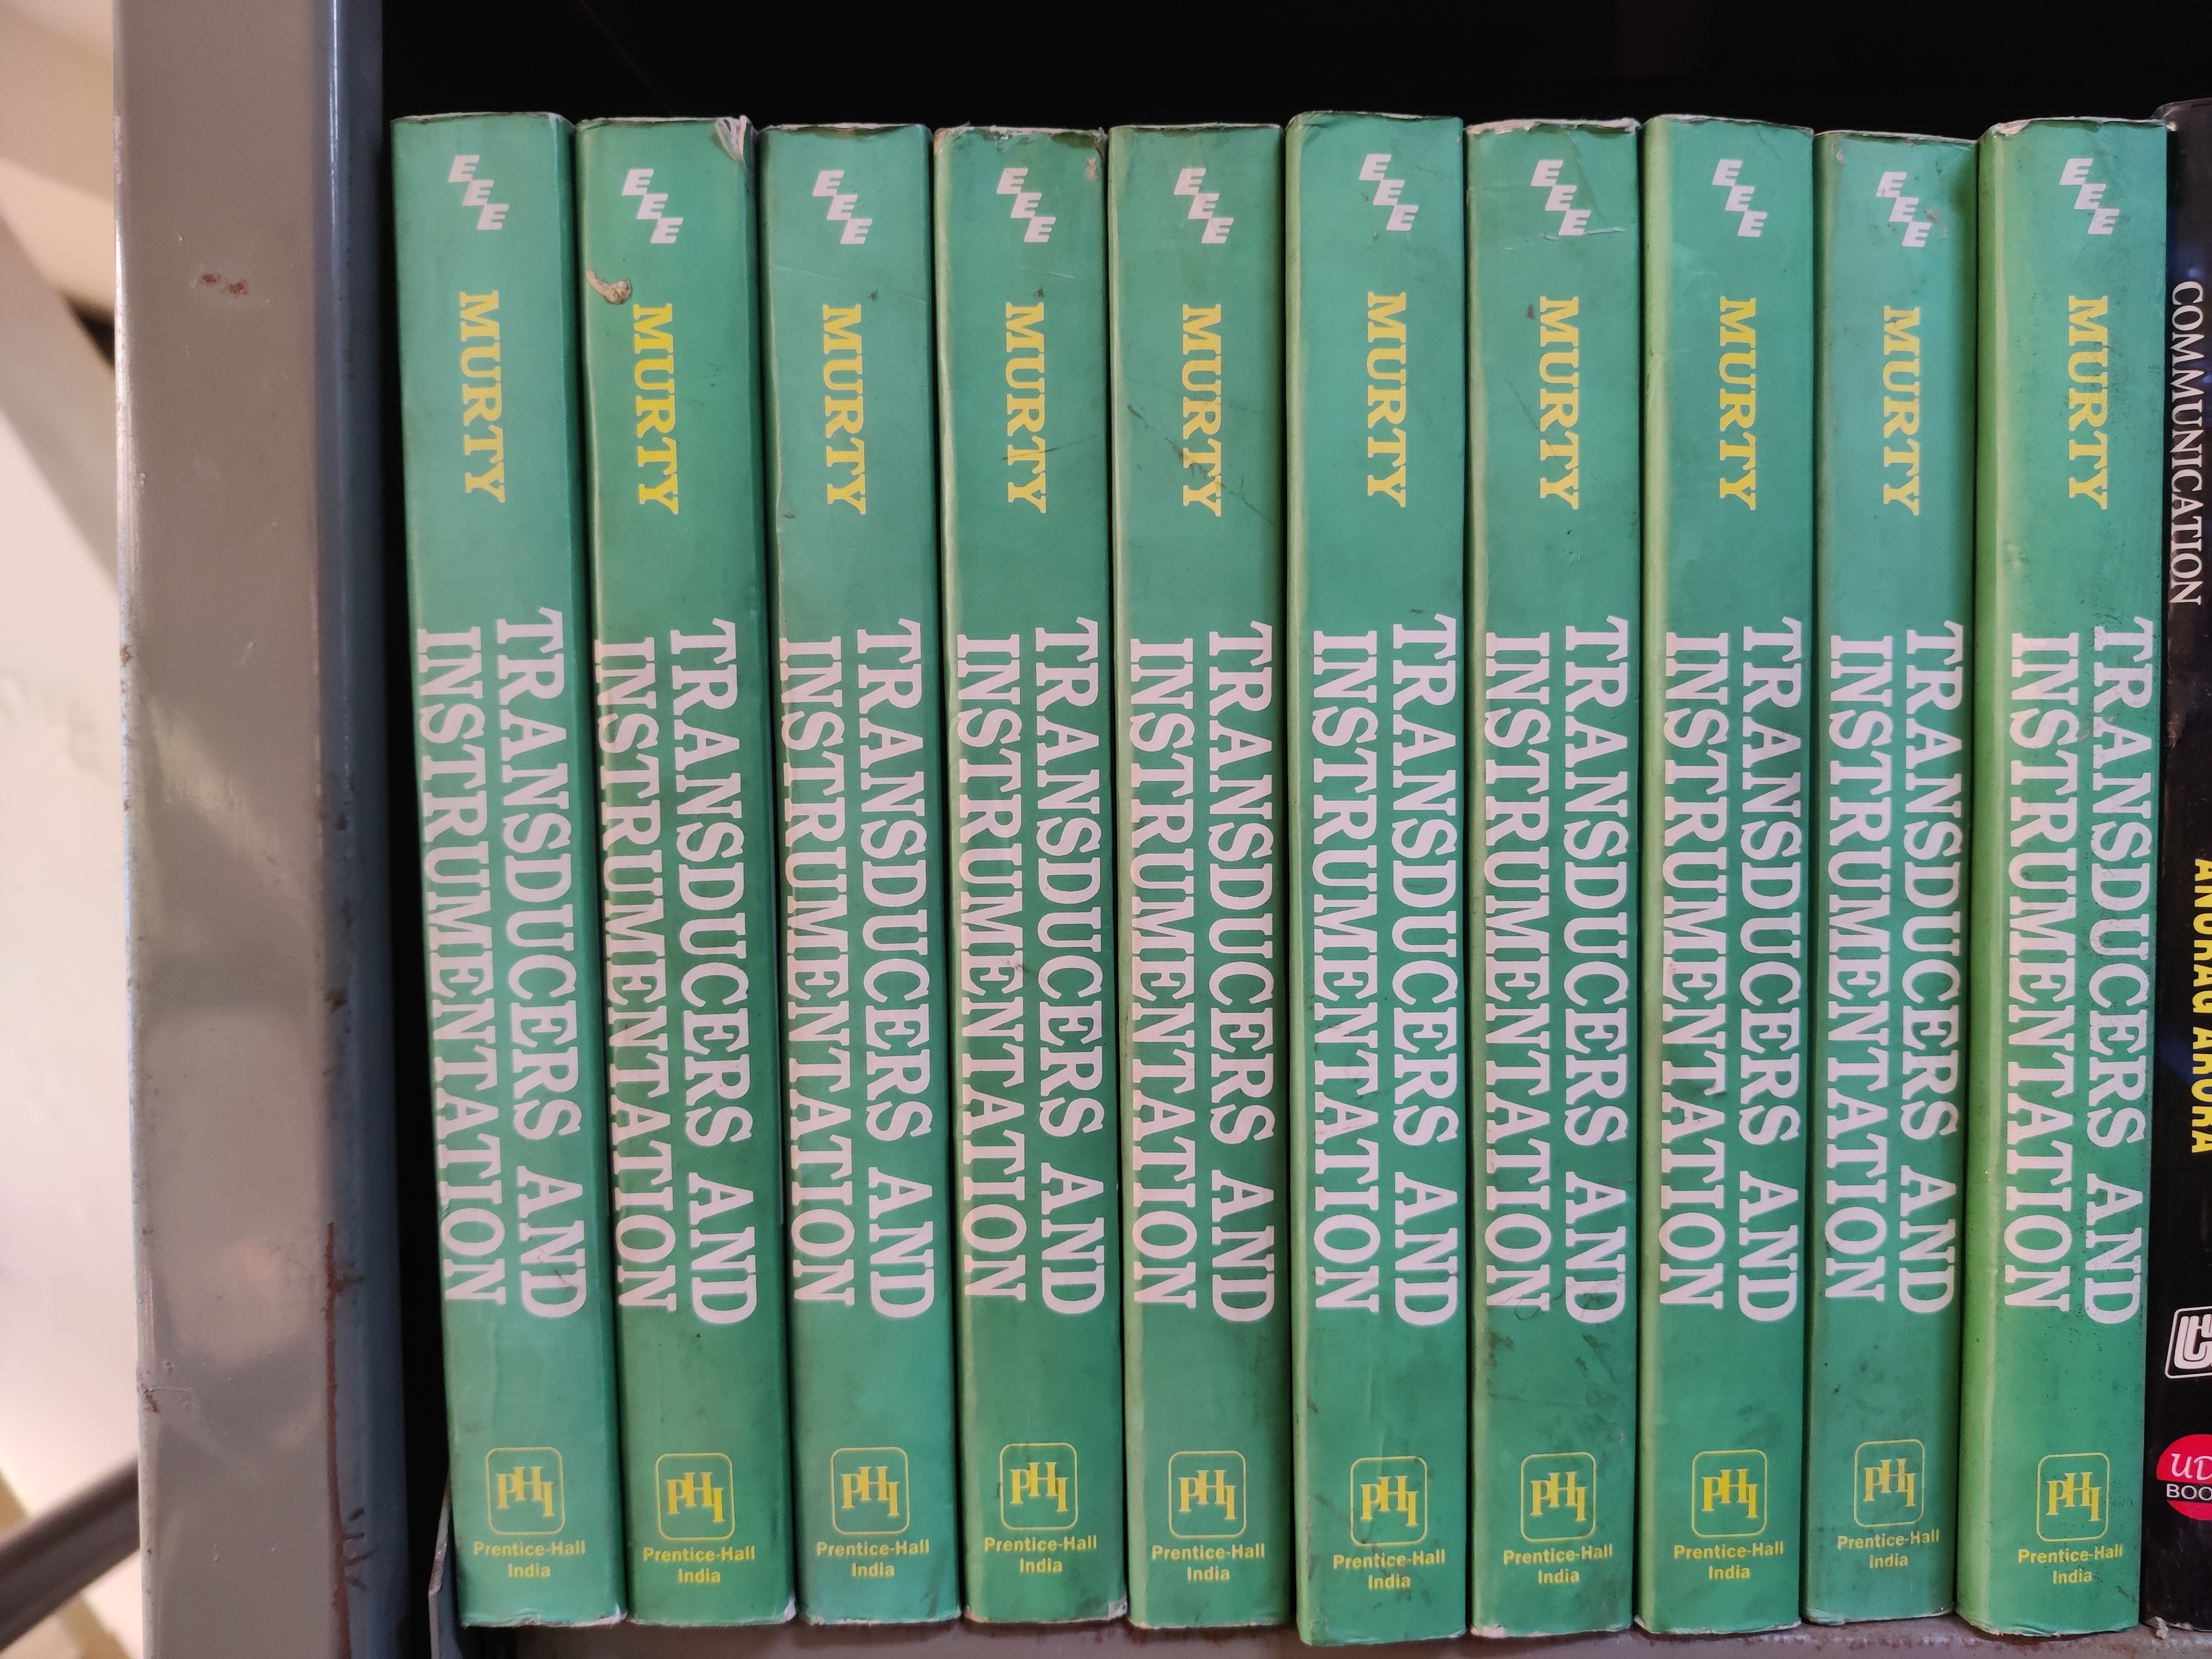 EEE
MURTY
TRANSDUCERS AND
INSTRUMENTATION
PHI
Prentice-Hall
India
EEE
MURTY
TRANSDUCERS AND
INSTRUMENTATION
PHI
Prentice-Hall
India
EEE
MURTY
TRANSDUCERS AND
INSTRUMENTATION
PHI
Prentice-Hall
India
EEE
MURTY
TRANSDUCERS AND
INSTRUMENTATION
PHI
Prentice-Hall
India
EEE
MURTY
TRANSDUCERS AND
INSTRUMENTATION
PHI
Prentice-Hall
India
EEE
MURTY
TRANSDUCERS AND
INSTRUMENTATION
PHI
Prentice-Hall
India
EEE
MURTY
TRANSDUCERS AND
INSTRUMENTATION
PHI
Prentice-Hall
India
EEE
MURTY
TRANSDUCERS AND
INSTRUMENTATION
PHI
Prentice-Hall
India
EEE
MURTY
TRANSDUCERS AND
INSTRUMENTATION
PHI
Prentice-Hall
India
EEE
MURTY
TRANSDUCERS AND
INSTRUMENTATION
PHI
Prentice-Hall
India
COMMUNICATION
ANURAG ARORA
UD
BOO